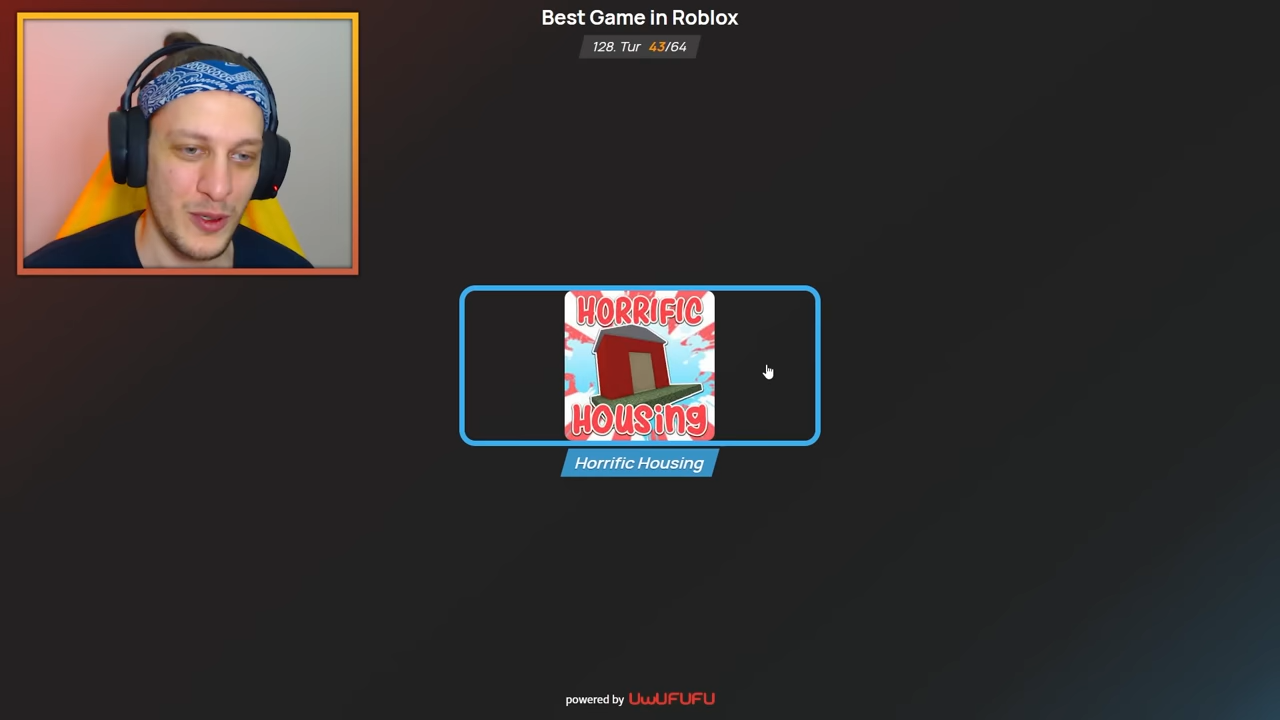 Best Game in Roblox
128. Tur 43/64
HORRIFIC
HOUSING
Horrific Housing
powered by UwUFUFU